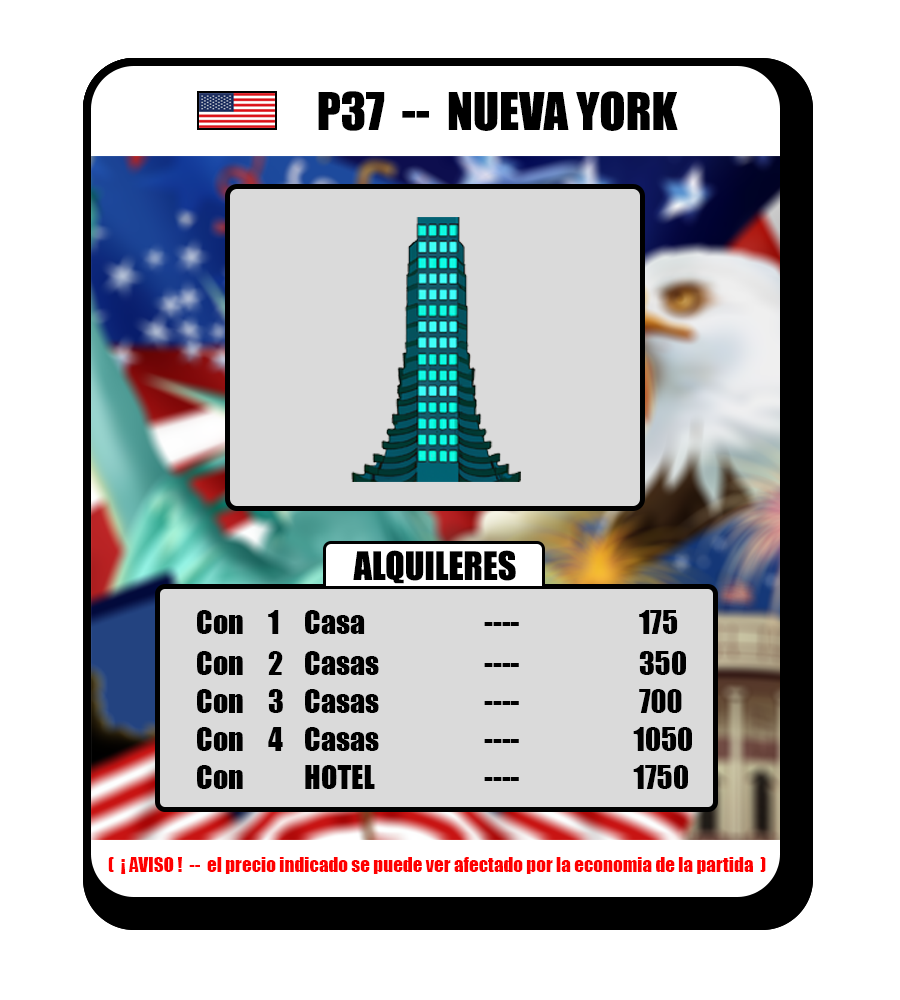 P37 -- NUEVA YORK
ALQUILERES
Con 1 Casa ---- 175
Con 2 Casas ---- 350
Con 3 Casas ---- 700
Con 4 Casas ---- 1050
Con HOTEL ---- 1750
( ¡ AVISO ! -- el precio indicado se puede ver afectado por la economia de la partida )